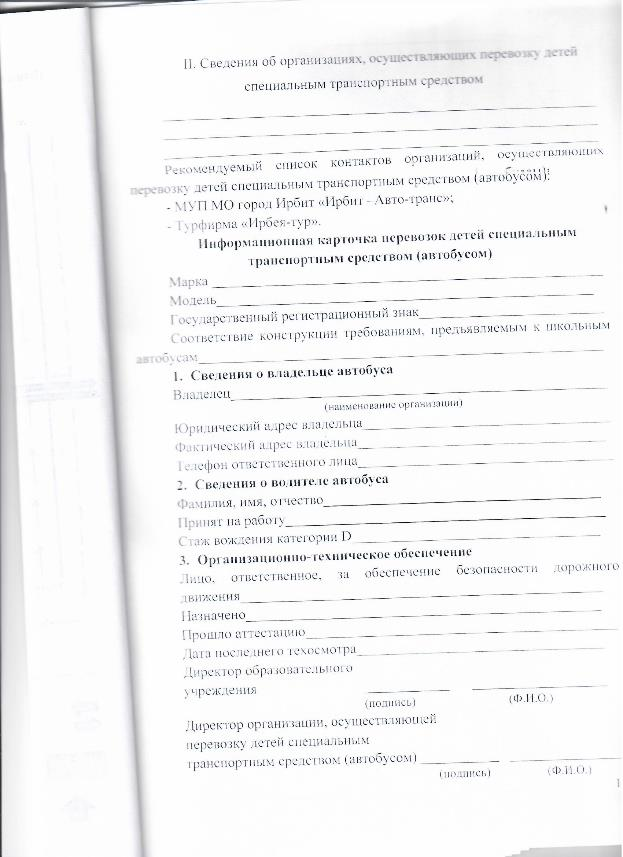 II. Сведения об организациях, осуществляющих перевозку детей
специальным транспортным средством
Рекомендуемый список контактов организаций, осуществляющих
перевозку детей специальным транспортным средством (автобусом):
- МУП МО город Ирбит «Ирбит - Авто-транс»;
- Турфирма «Ирбея-тур».
Информационная карточка перевозок детей специальным
транспортным средством (автобусом)
Марка
Модель
Государственный регистрационный знак
Соответствие конструкции требованиям, предъявляемым к школьным
автобусам
1. Сведения о владельце автобуса
Владелец
(наименование организации)
Юридический адрес владельца
Фактический адрес владельца
Телефон ответственного лица
2. Сведения о водителе автобуса
Фамилия, имя, отчество
Принят на работу
Стаж вождения категории D
3. Организационно-техническое обеспечение
Лицо, ответственное, за обеспечение безопасности дорожного
движения
Назначено
Прошло аттестацию
Дата последнего техосмотра
Директор образовательного
учреждения
(подпись) (Ф.И.О.)
Директор организации, осуществляющей
перевозку детей специальным
транспортным средством (автобусом)
(подпись) (Ф.И.О.)
1